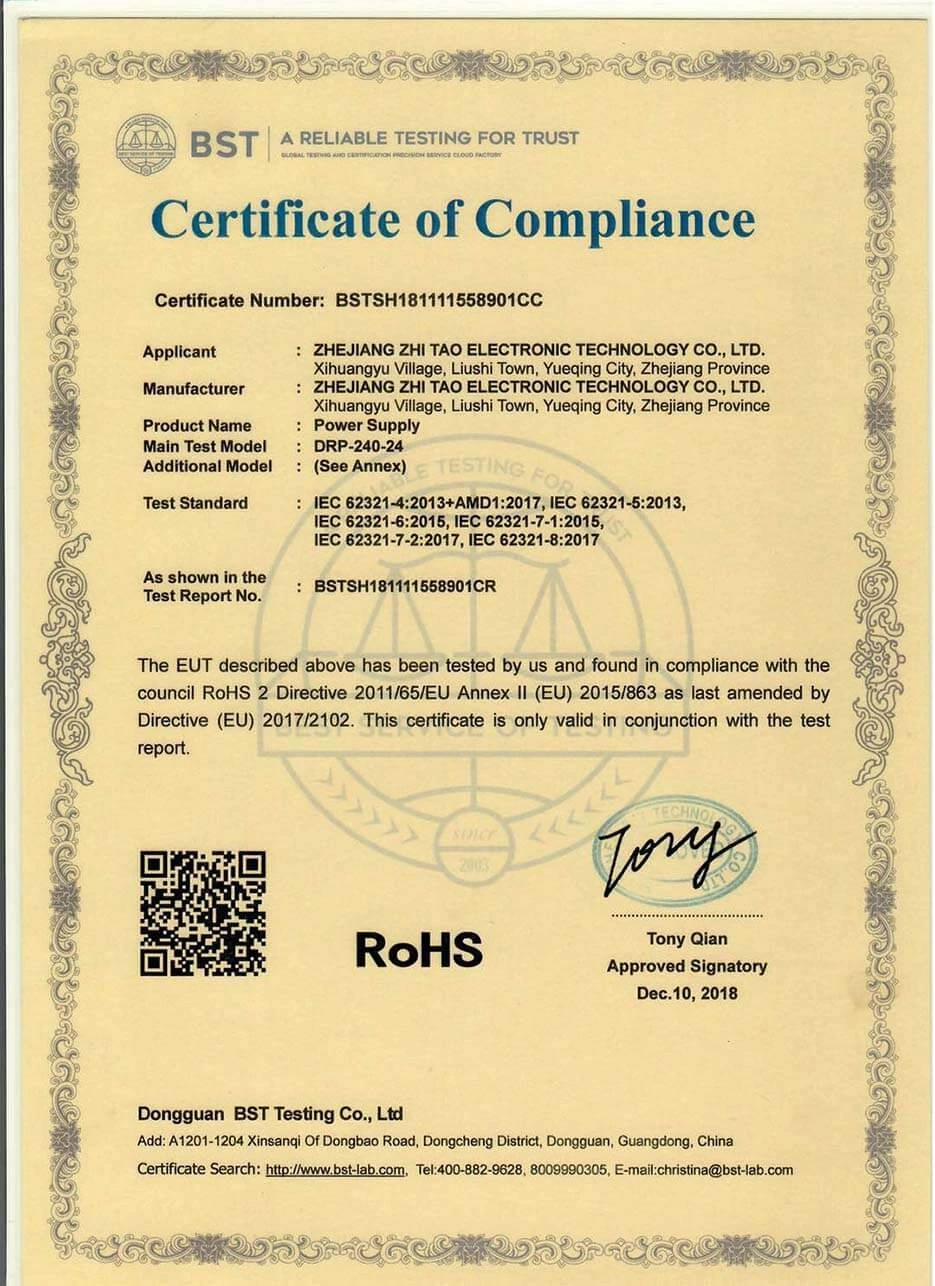 BST
A RELIABLE TESTING FOR TRUST
GLOBAL TESTING AND CERTIFICATION PRECISION SERVICE CLOUD FACTORY
Certificate of Compliance
Certificate Number: BSTSH181111558901CC
Applicant : ZHEJIANG ZHI TAO ELECTRONIC TECHNOLOGY CO., LTD.
Xihuangyu Village, Liushi Town, Yueqing City, Zhejiang Province
Manufacturer : ZHEJIANG ZHI TAO ELECTRONIC TECHNOLOGY CO., LTD.
Xihuangyu Village, Liushi Town, Yueqing City, Zhejiang Province
Product Name : Power Supply
Main Test Model : DRP-240-24
Additional Model : (See Annex)
Test Standard : IEC 62321-4:2013+AMD1:2017, IEC 62321-5:2013,
IEC 62321-6:2015, IEC 62321-7-1:2015,
IEC 62321-7-2:2017, IEC 62321-8:2017
As shown in the
Test Report No. : BSTSH181111558901CR
The EUT described above has been tested by us and found in compliance with the
council RoHS 2 Directive 2011/65/EU Annex II (EU) 2015/863 as last amended by
Directive (EU) 2017/2102. This certificate is only valid in conjunction with the test
report.
BEST SERVICE OF TESTING
since
2003
Tony
RoHS
Tony Qian
Approved Signatory
Dec.10, 2018
Dongguan BST Testing Co., Ltd
Add: A1201-1204 Xinsanqi Of Dongbao Road, Dongcheng District, Dongguan, Guangdong, China
Certificate Search: http://www.bst-lab.com, Tel:400-882-9628, 8009990305, E-mail:christina@bst-lab.com